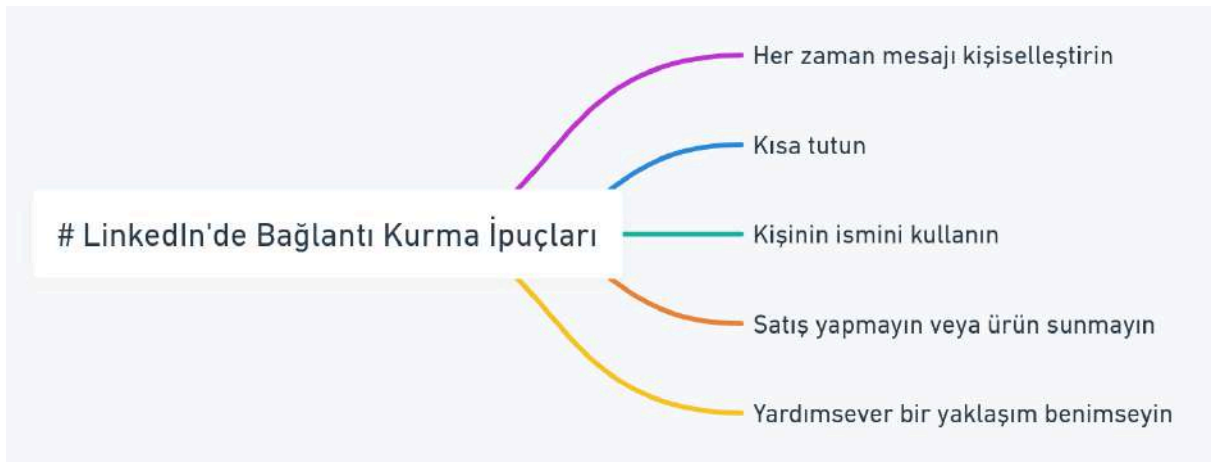 # LinkedIn'de Bağlantı Kurma İpuçları
Her zaman mesajı kişiselleştirin
Kısa tutun
Kişinin ismini kullanın
Satış yapmayın veya ürün sunmayın
Yardımsever bir yaklaşım benimseyin